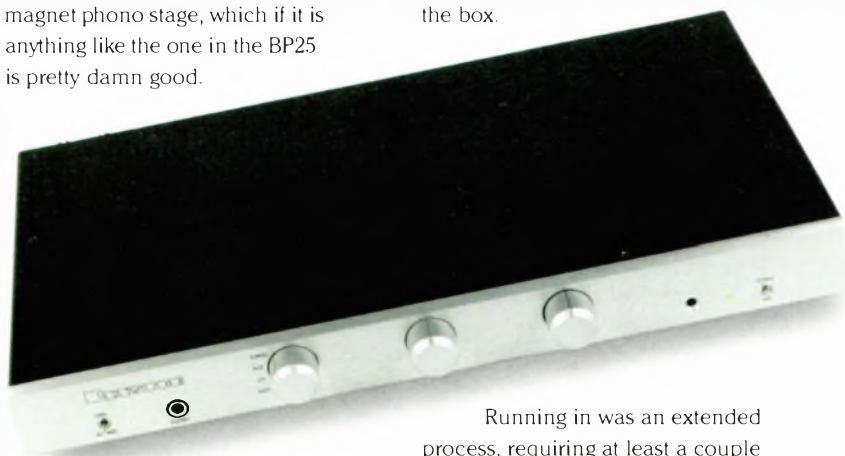 magnet phono stage, which if it is
anything like the one in the BP25
is pretty damn good.
the box.
Running in was an extended
process, requiring at least a couple